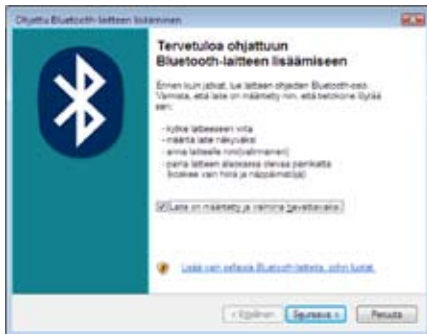 Ohjattu Bluetooth-laitteen lisääminen
Tervetuloa ohjattuun
Bluetooth-laitteen lisäämiseen
Ennen kuin jatkat, lue laitteen ohjeiden Bluetooth-osio.
Varmista, että laite on määritetty niin, että tietokone löytää
sen:
- kytke laitteeseen virta
- määritä laite näkyväksi
- anna laitteelle nimi (valinnainen)
- paina laitteen alaosassa olevaa painiketta
(koskee vain hiiriä ja näppäimistöjä)
Laite on määritetty ja valmiina havaittavaksi.
Lisää vain sellaisia Bluetooth-laitteita, joihin luotat.
< Edellinen
Seuraava >
Peruuta